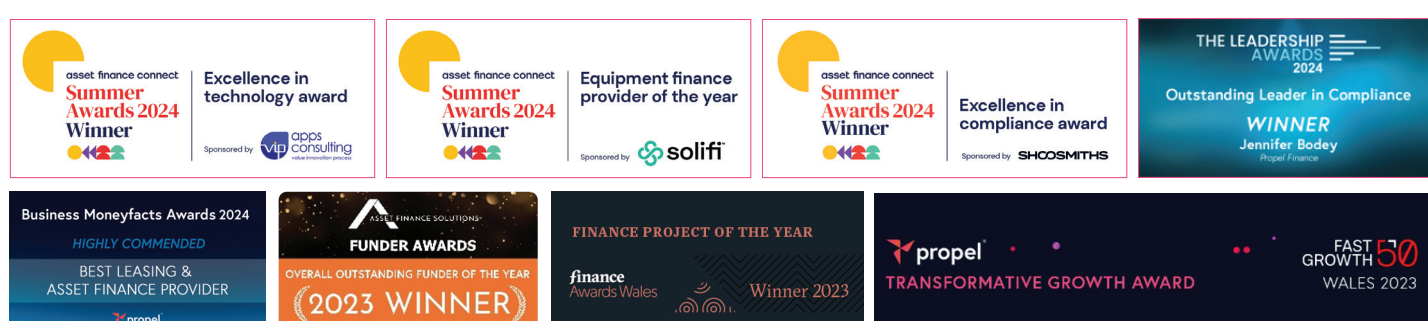 asset finance connect
Summer
Awards 2024
Winner
Excellence in
technology award
Sponsored by
vip
apps
consulting
value innovation process
asset finance connect
Summer
Awards 2024
Winner
Equipment finance
provider of the year
Sponsored by
solifi
asset finance connect
Summer
Awards 2024
Winner
Excellence in
compliance award
Sponsored by
SHOOSMITHS
THE LEADERSHIP
AWARDS
2024
Outstanding Leader in Compliance
WINNER
Jennifer Bodey
Propel Finance
Business Moneyfacts Awards 2024
HIGHLY COMMENDED
BEST LEASING &
ASSET FINANCE PROVIDER
propel
ASSET FINANCE SOLUTIONS
FUNDER AWARDS
OVERALL OUTSTANDING FUNDER OF THE YEAR
2023 WINNER
FINANCE PROJECT OF THE YEAR
finance
Awards Wales
Winner 2023
propel
TRANSFORMATIVE GROWTH AWARD
FAST
GROWTH 50
WALES 2023